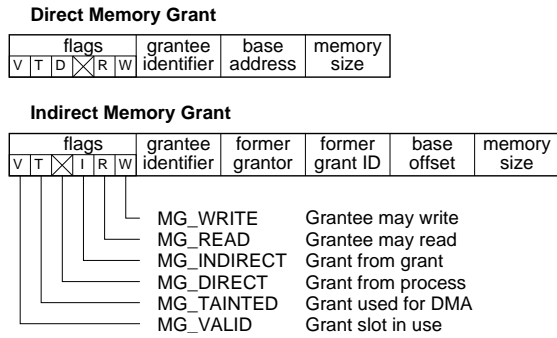 Direct Memory Grant
flags grantee identifier base address memory size
V T D R W
Indirect Memory Grant
flags grantee identifier former grantor former grant ID base offset memory size
V T I R W
MG_WRITE Grantee may write
MG_READ Grantee may read
MG_INDIRECT Grant from grant
MG_DIRECT Grant from process
MG_TAINTED Grant used for DMA
MG_VALID Grant slot in use